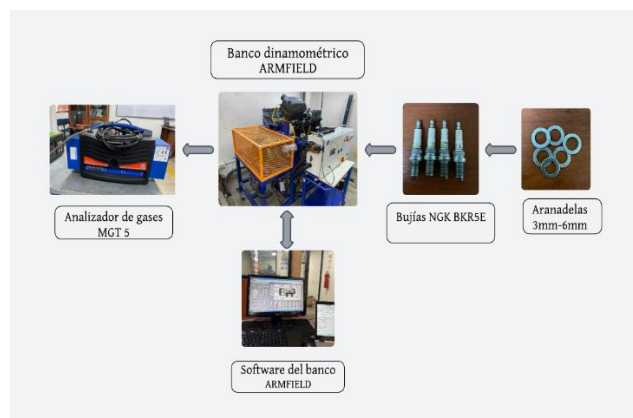 Banco dinamométrico
ARMFIELD
Analizador de gases
MGT 5
Bujías NGK BKR5E
Aranadelas
3mm-6mm
Software del banco
ARMFIELD